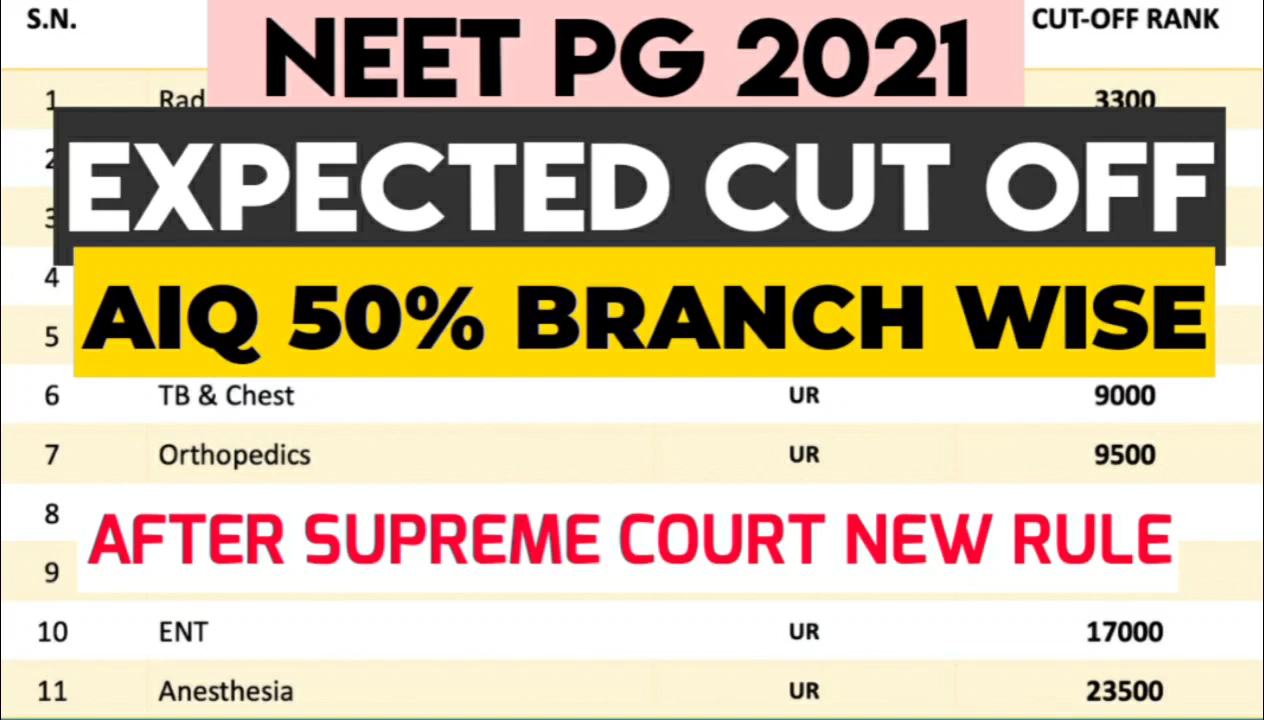 S.N. NEET PG 2021 CUT-OFF RANK
1 Rad 3300
2 EXPECTED CUT OFF
3
4
AIQ 50% BRANCH WISE
5
6 TB & Chest UR 9000
7 Orthopedics UR 9500
8
AFTER SUPREME COURT NEW RULE
9
10 ENT UR 17000
11 Anesthesia UR 23500